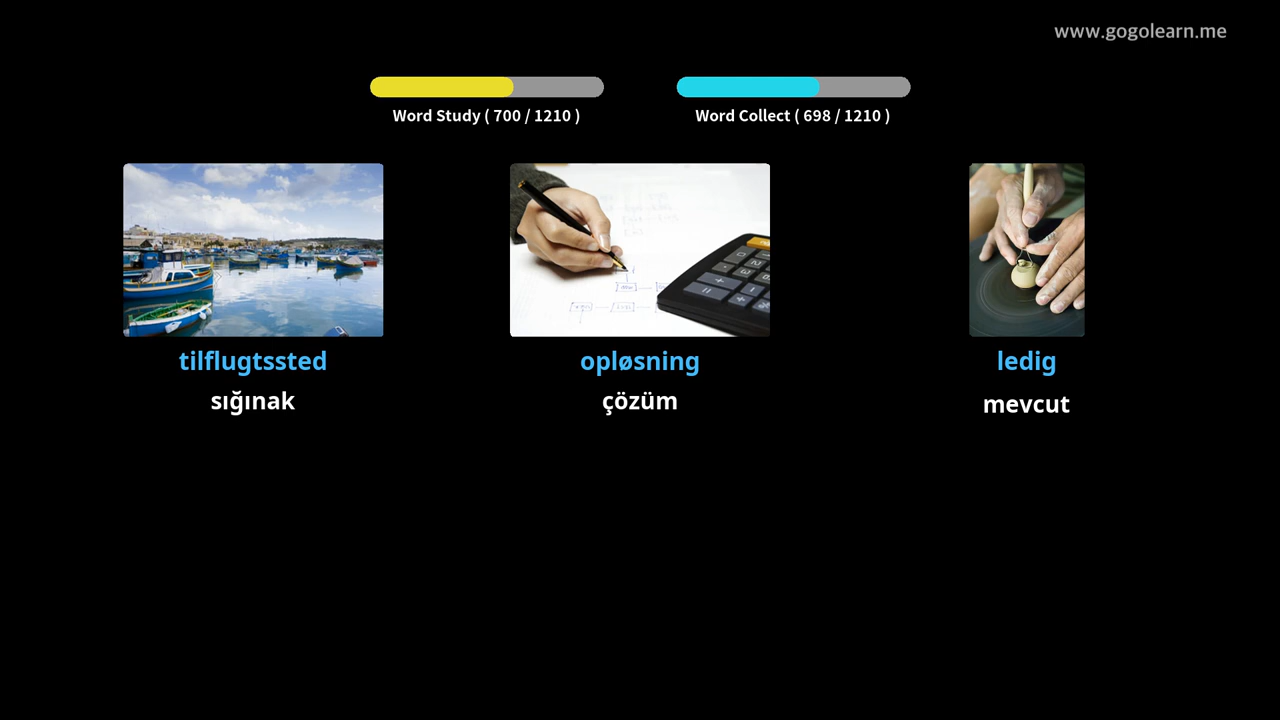 www.gogolearn.me
Word Study ( 700 / 1210 )
Word Collect ( 698 / 1210 )
tilflugtssted
sığınak
opløsning
çözüm
ledig
mevcut